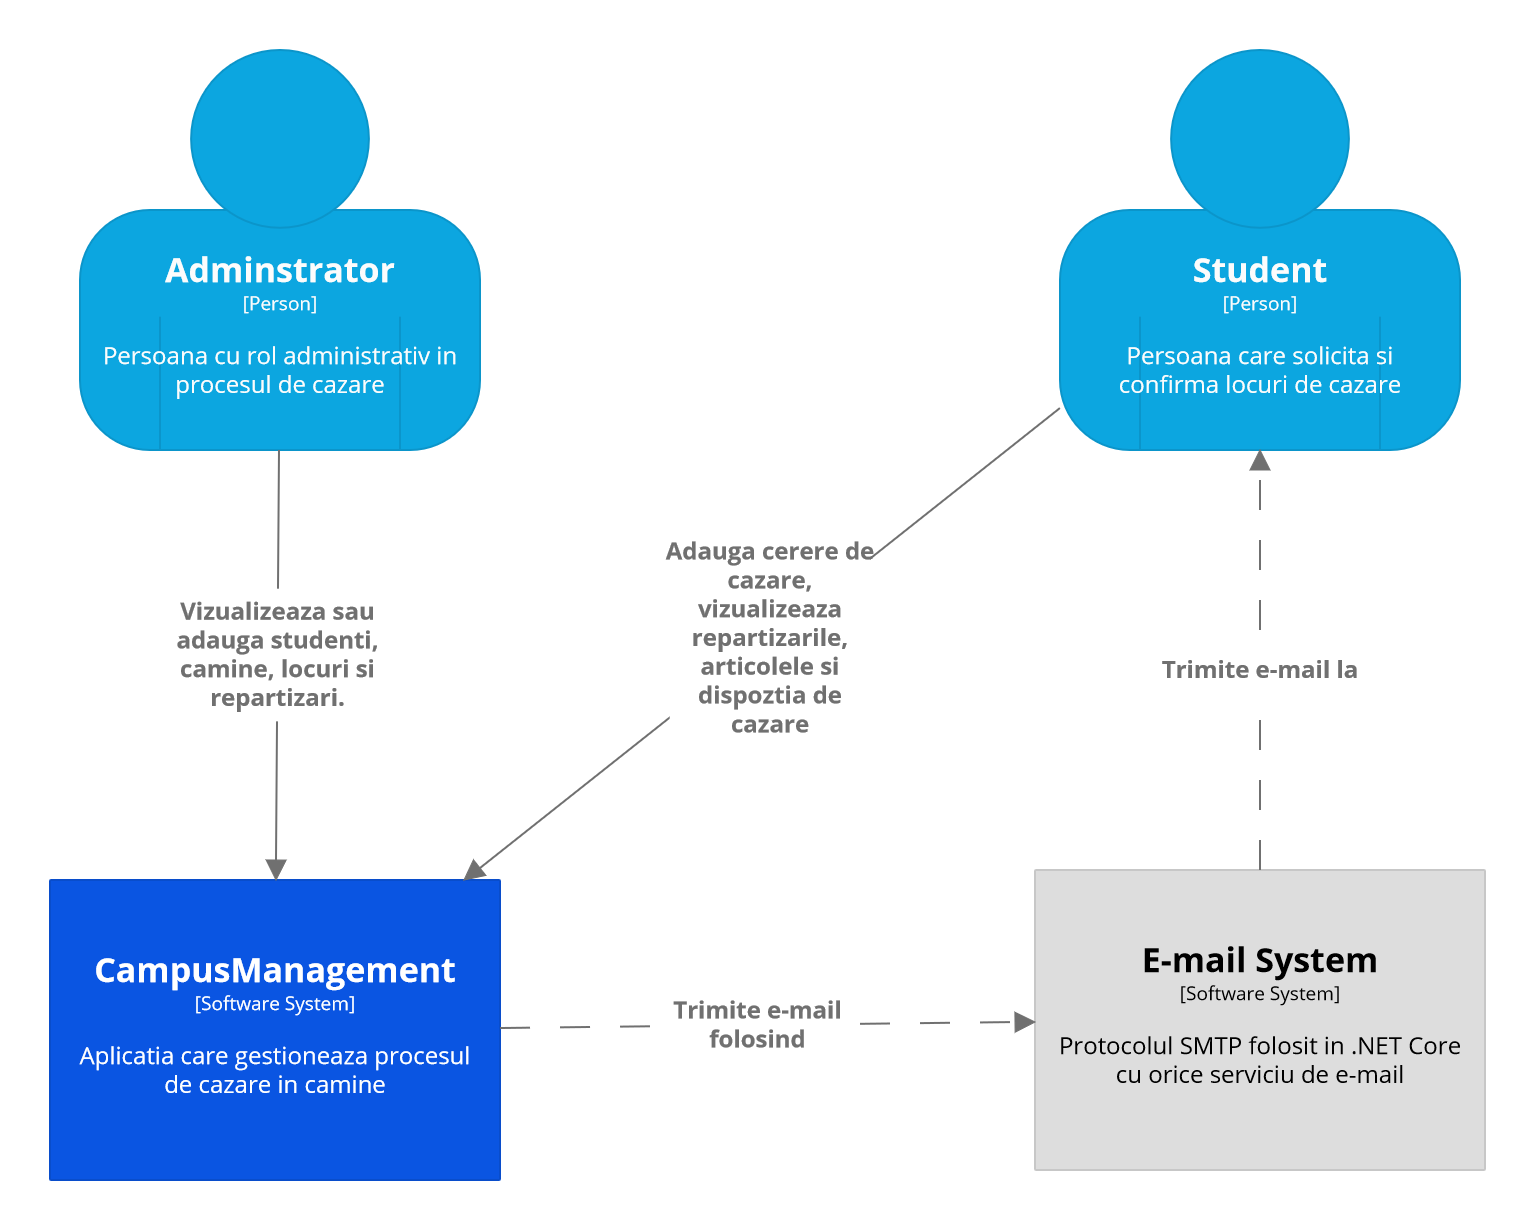 Adminstrator
[Person]
Persoana cu rol administrativ in
procesul de cazare
Student
[Person]
Persoana care solicita si
confirma locuri de cazare
Vizualizeaza sau
adauga studenti,
camine, locuri si
repartizari.
Adauga cerere de
cazare,
vizualizeaza
repartizarile,
articolele si
dispoztia de
cazare
Trimite e-mail la
CampusManagement
[Software System]
Aplicatia care gestioneaza procesul
de cazare in camine
Trimite e-mail
folosind
E-mail System
[Software System]
Protocolul SMTP folosit in .NET Core
cu orice serviciu de e-mail